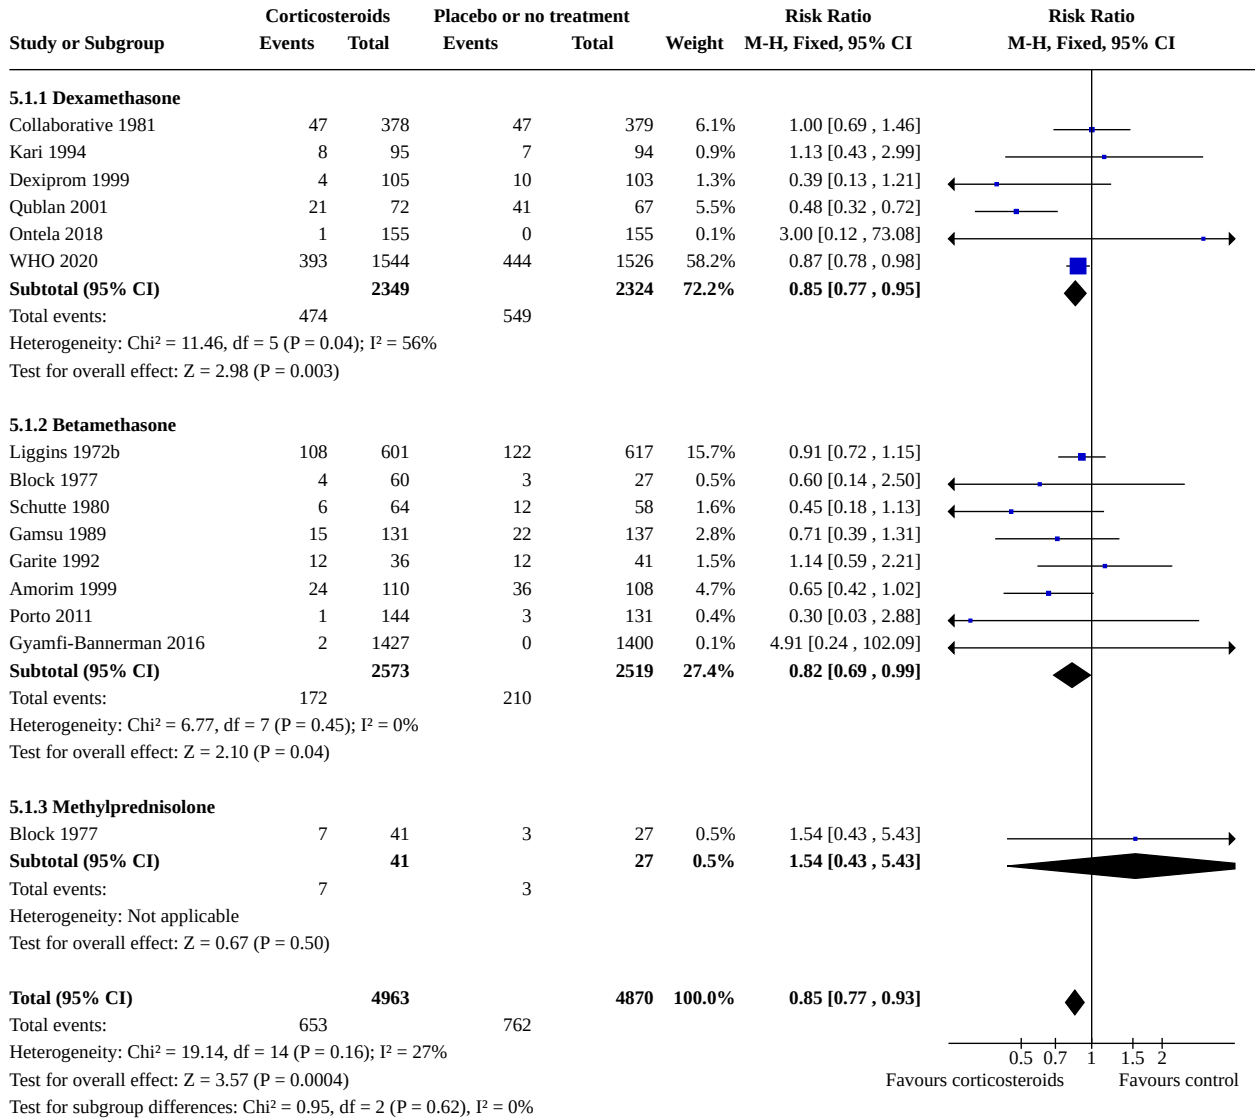 Corticosteroids Placebo or no treatment Risk Ratio Risk Ratio
Study or Subgroup Events Total Events Total Weight M-H, Fixed, 95% CI M-H, Fixed, 95% CI
5.1.1 Dexamethasone
Collaborative 1981 47 378 47 379 6.1% 1.00 [0.69 , 1.46]
Kari 1994 8 95 7 94 0.9% 1.13 [0.43 , 2.99]
Dexiprom 1999 4 105 10 103 1.3% 0.39 [0.13 , 1.21]
Qublan 2001 21 72 41 67 5.5% 0.48 [0.32 , 0.72]
Ontela 2018 1 155 0 155 0.1% 3.00 [0.12 , 73.08]
WHO 2020 393 1544 444 1526 58.2% 0.87 [0.78 , 0.98]
Subtotal (95% CI) 2349 2324 72.2% 0.85 [0.77 , 0.95]
Total events: 474 549
Heterogeneity: Chi² = 11.46, df = 5 (P = 0.04); I² = 56%
Test for overall effect: Z = 2.98 (P = 0.003)
5.1.2 Betamethasone
Liggins 1972b 108 601 122 617 15.7% 0.91 [0.72 , 1.15]
Block 1977 4 60 3 27 0.5% 0.60 [0.14 , 2.50]
Schutte 1980 6 64 12 58 1.6% 0.45 [0.18 , 1.13]
Gamsu 1989 15 131 22 137 2.8% 0.71 [0.39 , 1.31]
Garite 1992 12 36 12 41 1.5% 1.14 [0.59 , 2.21]
Amorim 1999 24 110 36 108 4.7% 0.65 [0.42 , 1.02]
Porto 2011 1 144 3 131 0.4% 0.30 [0.03 , 2.88]
Gyamfi-Bannerman 2016 2 1427 0 1400 0.1% 4.91 [0.24 , 102.09]
Subtotal (95% CI) 2573 2519 27.4% 0.82 [0.69 , 0.99]
Total events: 172 210
Heterogeneity: Chi² = 6.77, df = 7 (P = 0.45); I² = 0%
Test for overall effect: Z = 2.10 (P = 0.04)
5.1.3 Methylprednisolone
Block 1977 7 41 3 27 0.5% 1.54 [0.43 , 5.43]
Subtotal (95% CI) 41 27 0.5% 1.54 [0.43 , 5.43]
Total events: 7 3
Heterogeneity: Not applicable
Test for overall effect: Z = 0.67 (P = 0.50)
Total (95% CI) 4963 4870 100.0% 0.85 [0.77 , 0.93]
Total events: 653 762
Heterogeneity: Chi² = 19.14, df = 14 (P = 0.16); I² = 27%
0.5 0.7 1 1.5 2
Test for overall effect: Z = 3.57 (P = 0.0004)
Favours corticosteroids Favours control
Test for subgroup differences: Chi² = 0.95, df = 2 (P = 0.62), I² = 0%